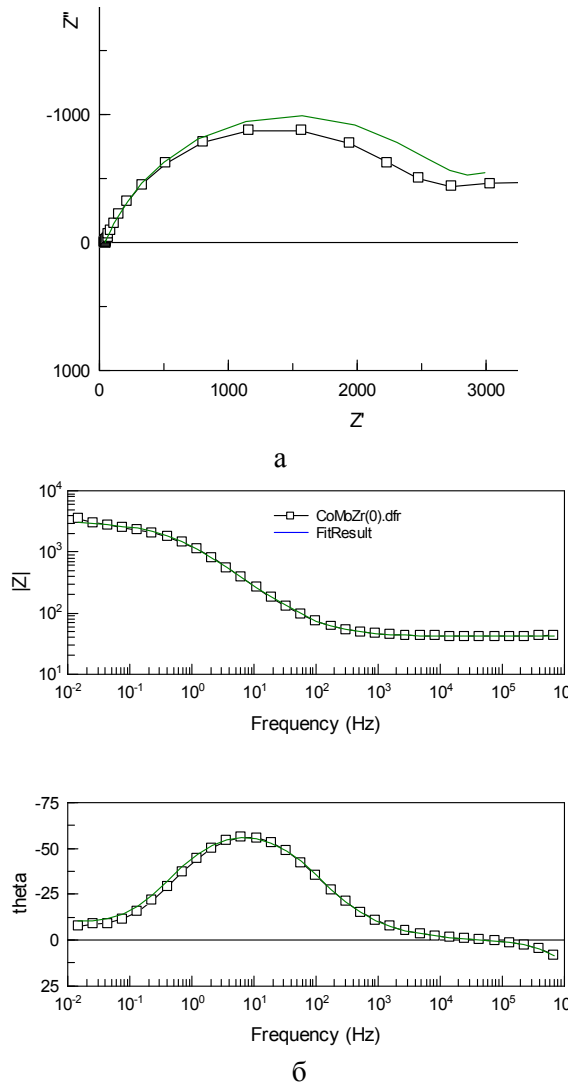 Z''
-1000
0
1000
0 1000 2000 3000
Z'
а
10⁴
10³
10²
10¹
|Z|
CoMoZr(0).dfr
FitResult
10⁻² 10⁻¹ 10⁰ 10¹ 10² 10³ 10⁴ 10⁵ 10
Frequency (Hz)
-75
-50
-25
0
25
theta
10⁻² 10⁻¹ 10⁰ 10¹ 10² 10³ 10⁴ 10⁵ 10
Frequency (Hz)
б